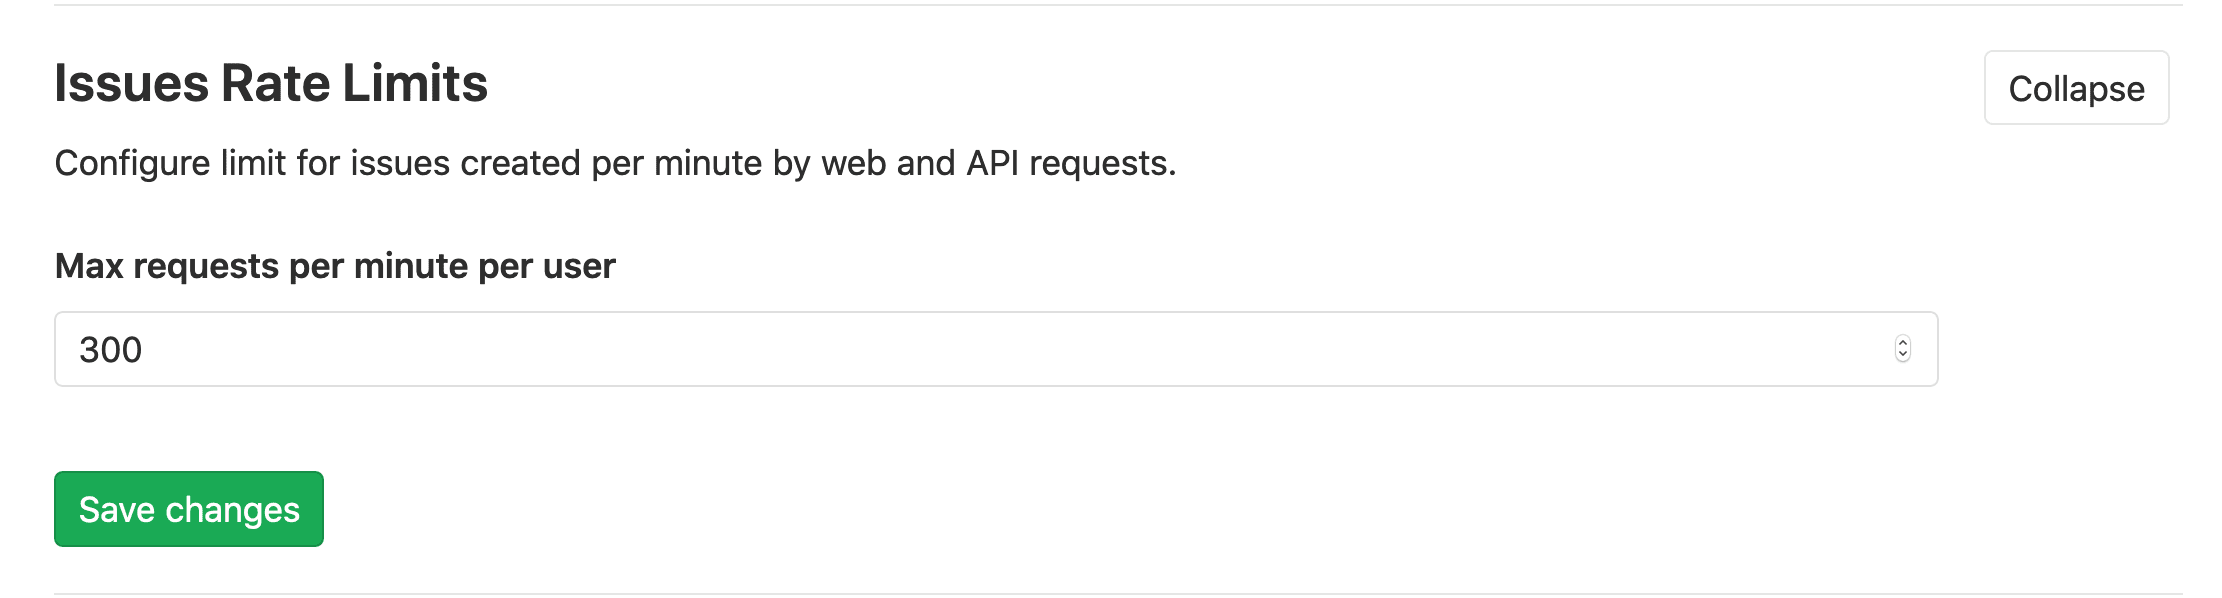 Issues Rate Limits
Collapse
Configure limit for issues created per minute by web and API requests.
Max requests per minute per user
300
Save changes